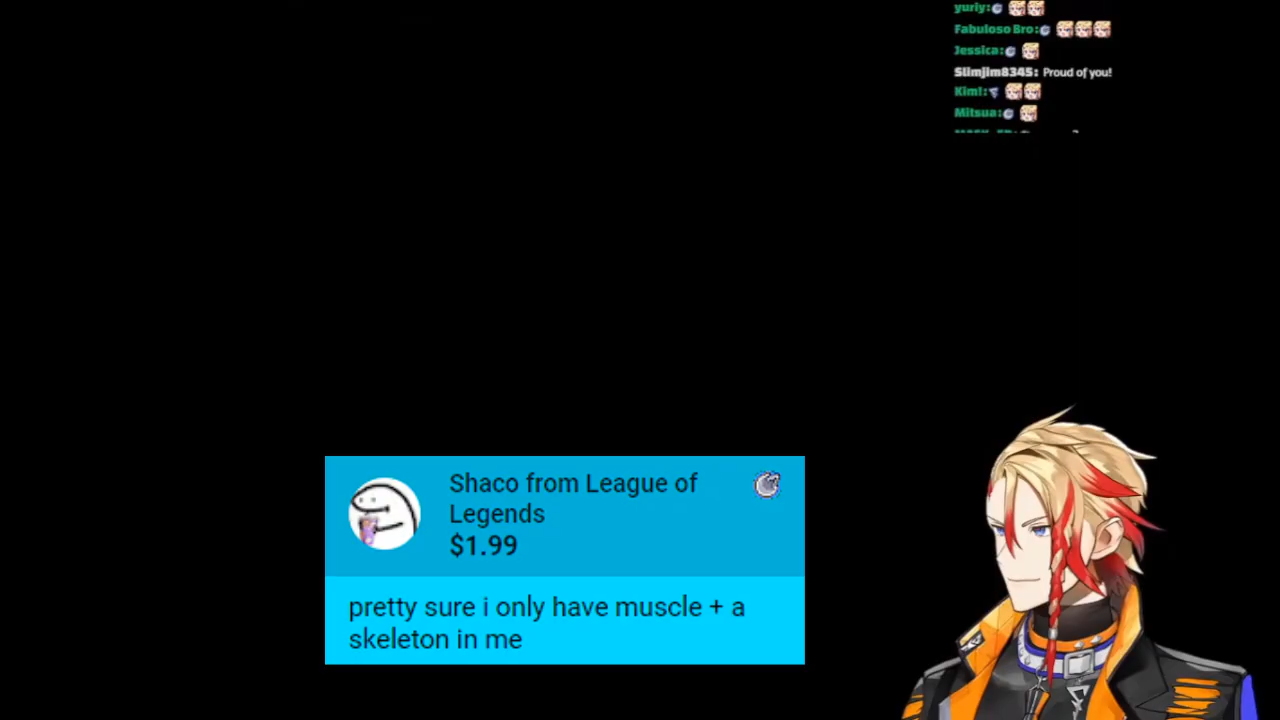 yuriy:
Fabuloso Bro:
Jessica:
Slimjim8345: Proud of you!
Kim!:
Mitsua:
Shaco from League of
Legends
$1.99
pretty sure i only have muscle + a
skeleton in me